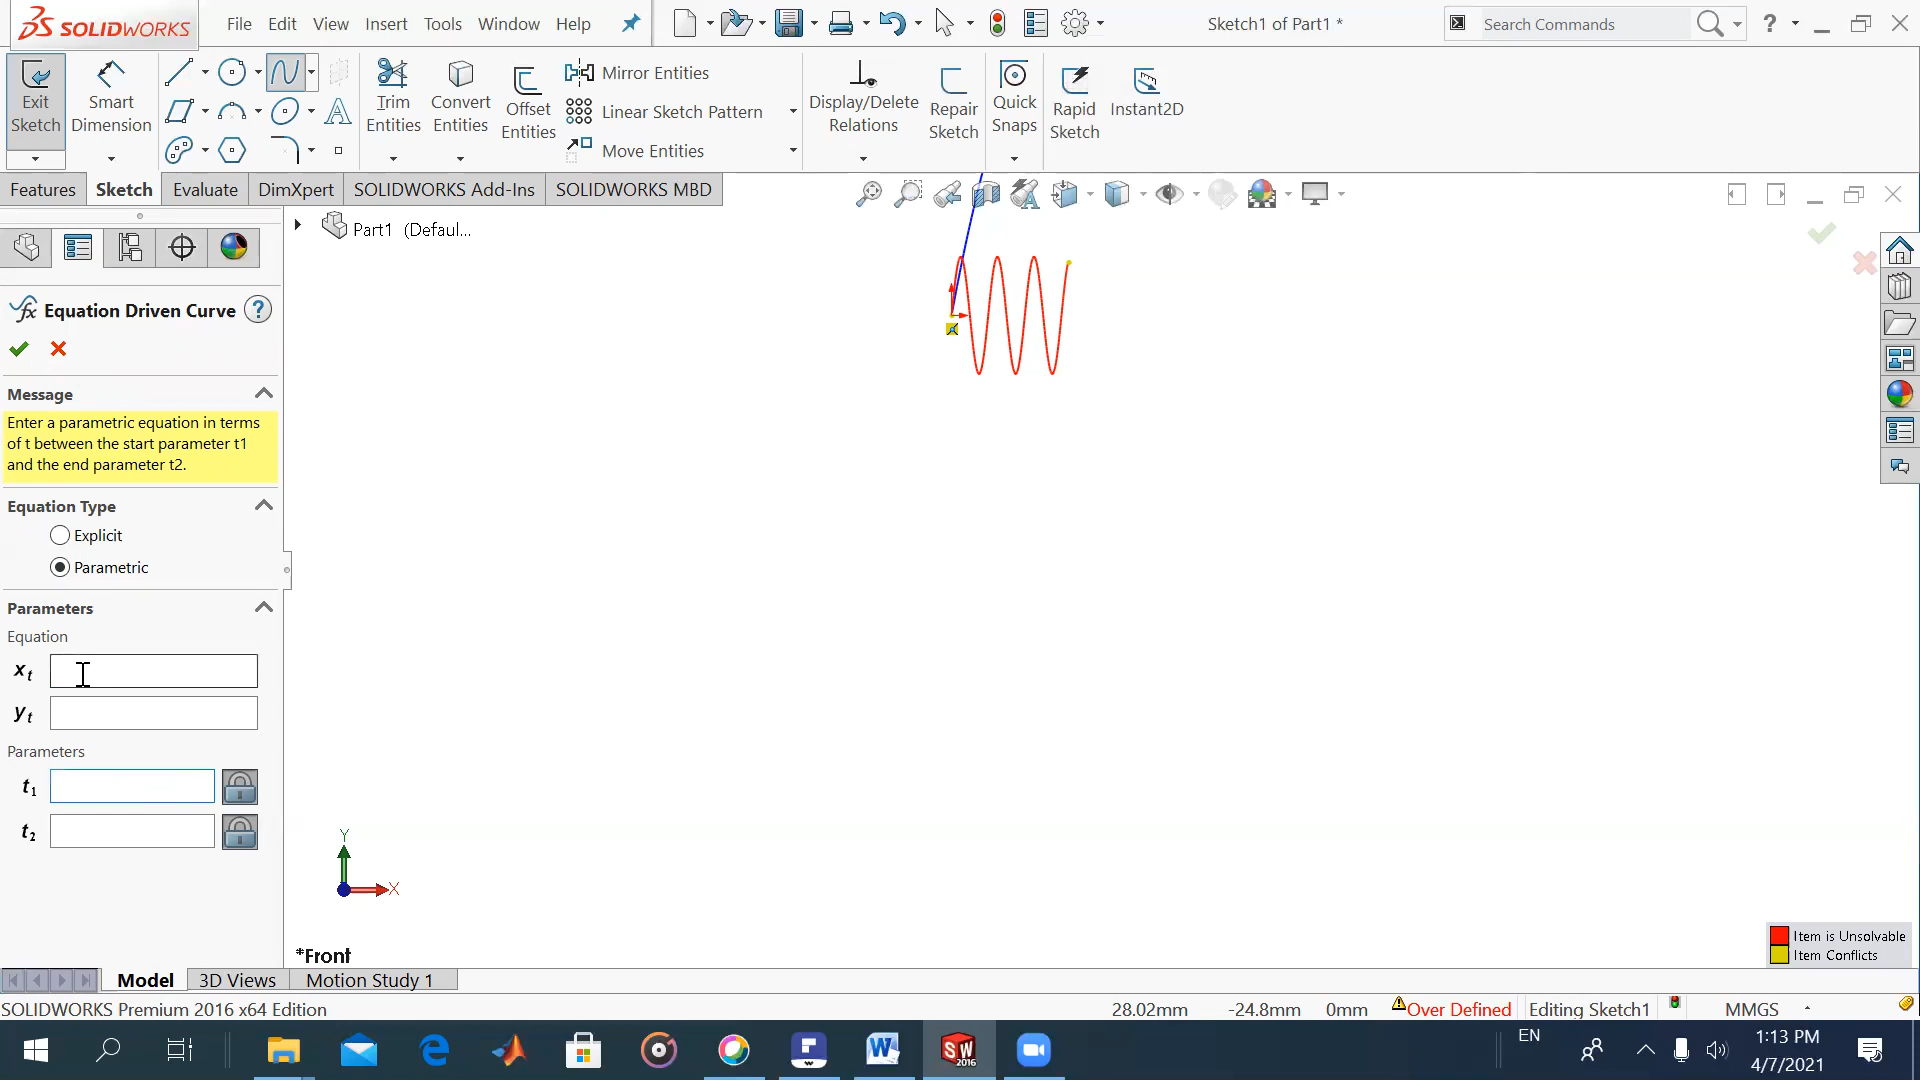 SOLIDWORKS File Edit View Insert Tools Window Help Sketch1 of Part1 * Search Commands ?
Exit Sketch
Smart Dimension
Trim Entities
Convert Entities
Offset Entities
Mirror Entities
Linear Sketch Pattern
Move Entities
Display/Delete Relations
Repair Sketch
Quick Snaps
Rapid Sketch
Instant2D
Features Sketch Evaluate DimXpert SOLIDWORKS Add-Ins SOLIDWORKS MBD
Part1 (Defaul...
Equation Driven Curve ?
Message
Enter a parametric equation in terms
of t between the start parameter t1
and the end parameter t2.
Equation Type
Explicit
Parametric
Parameters
Equation
xt
yt
Parameters
t1
t2
Y
X
*Front
Item is Unsolvable
Item Conflicts
Model 3D Views Motion Study 1
SOLIDWORKS Premium 2016 x64 Edition 28.02mm -24.8mm 0mm Over Defined Editing Sketch1 MMGS
W SW 2016 EN 1:13 PM
4/7/2021